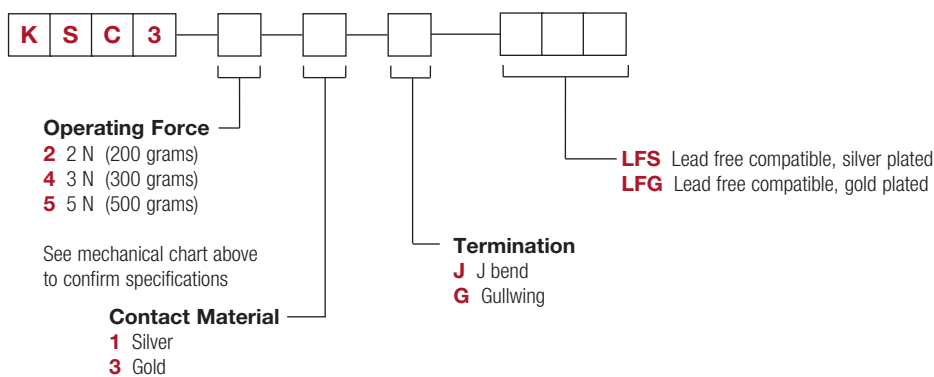 K S C 3
Operating Force
2 2 N (200 grams)
4 3 N (300 grams)
5 5 N (500 grams)
See mechanical chart above
to confirm specifications
Contact Material
1 Silver
3 Gold
Termination
J J bend
G Gullwing
LFS Lead free compatible, silver plated
LFG Lead free compatible, gold plated